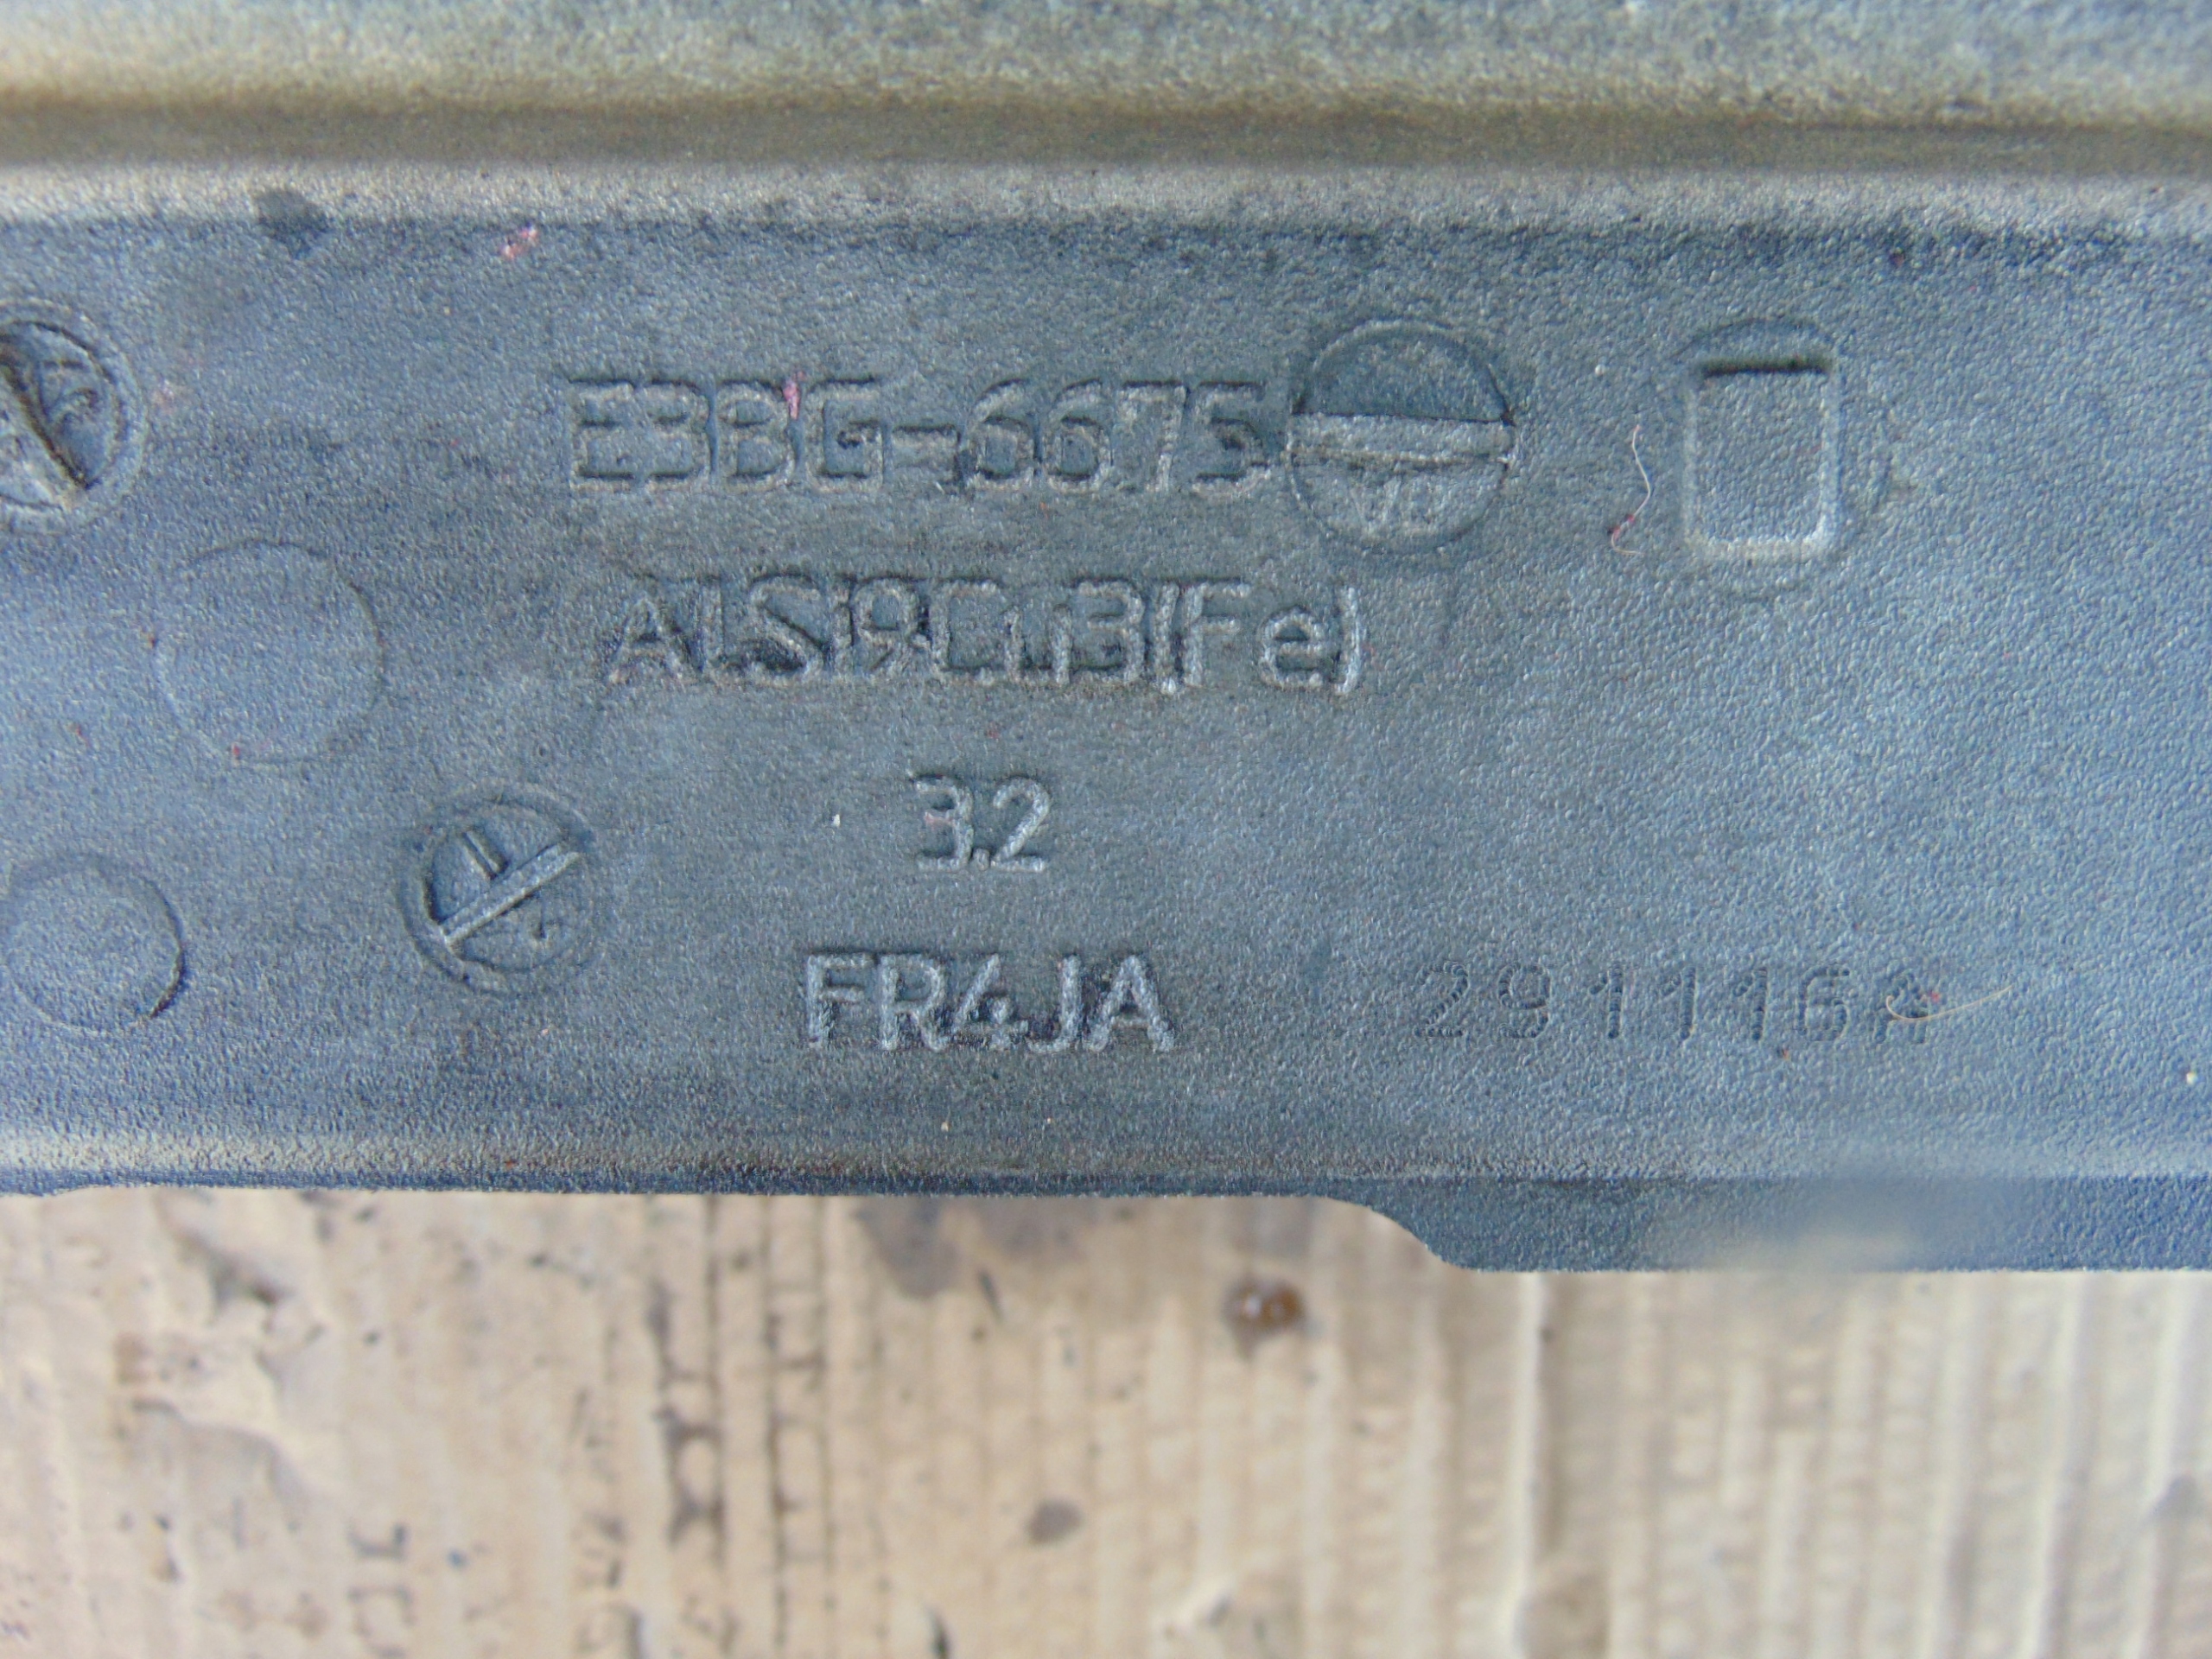 E3BG-6675
ALSi9Cu3(Fe)
3.2
FR4JA 291116A